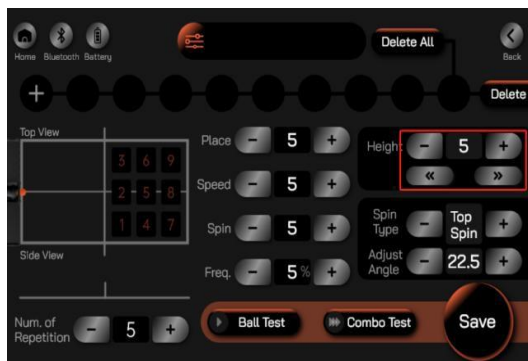 Delete All
Home Bluetooth Battery
Back
+
Delete
Top View
3 6 9
2 5 8
1 4 7
Side View
Place - 5 +
Speed - 5 +
Spin - 5 +
Freq. - 5 % +
Height - 5 +
« »
Spin Type - Top Spin +
Adjust Angle - 22.5 +
Num. of Repetition - 5 +
Ball Test
Combo Test
Save